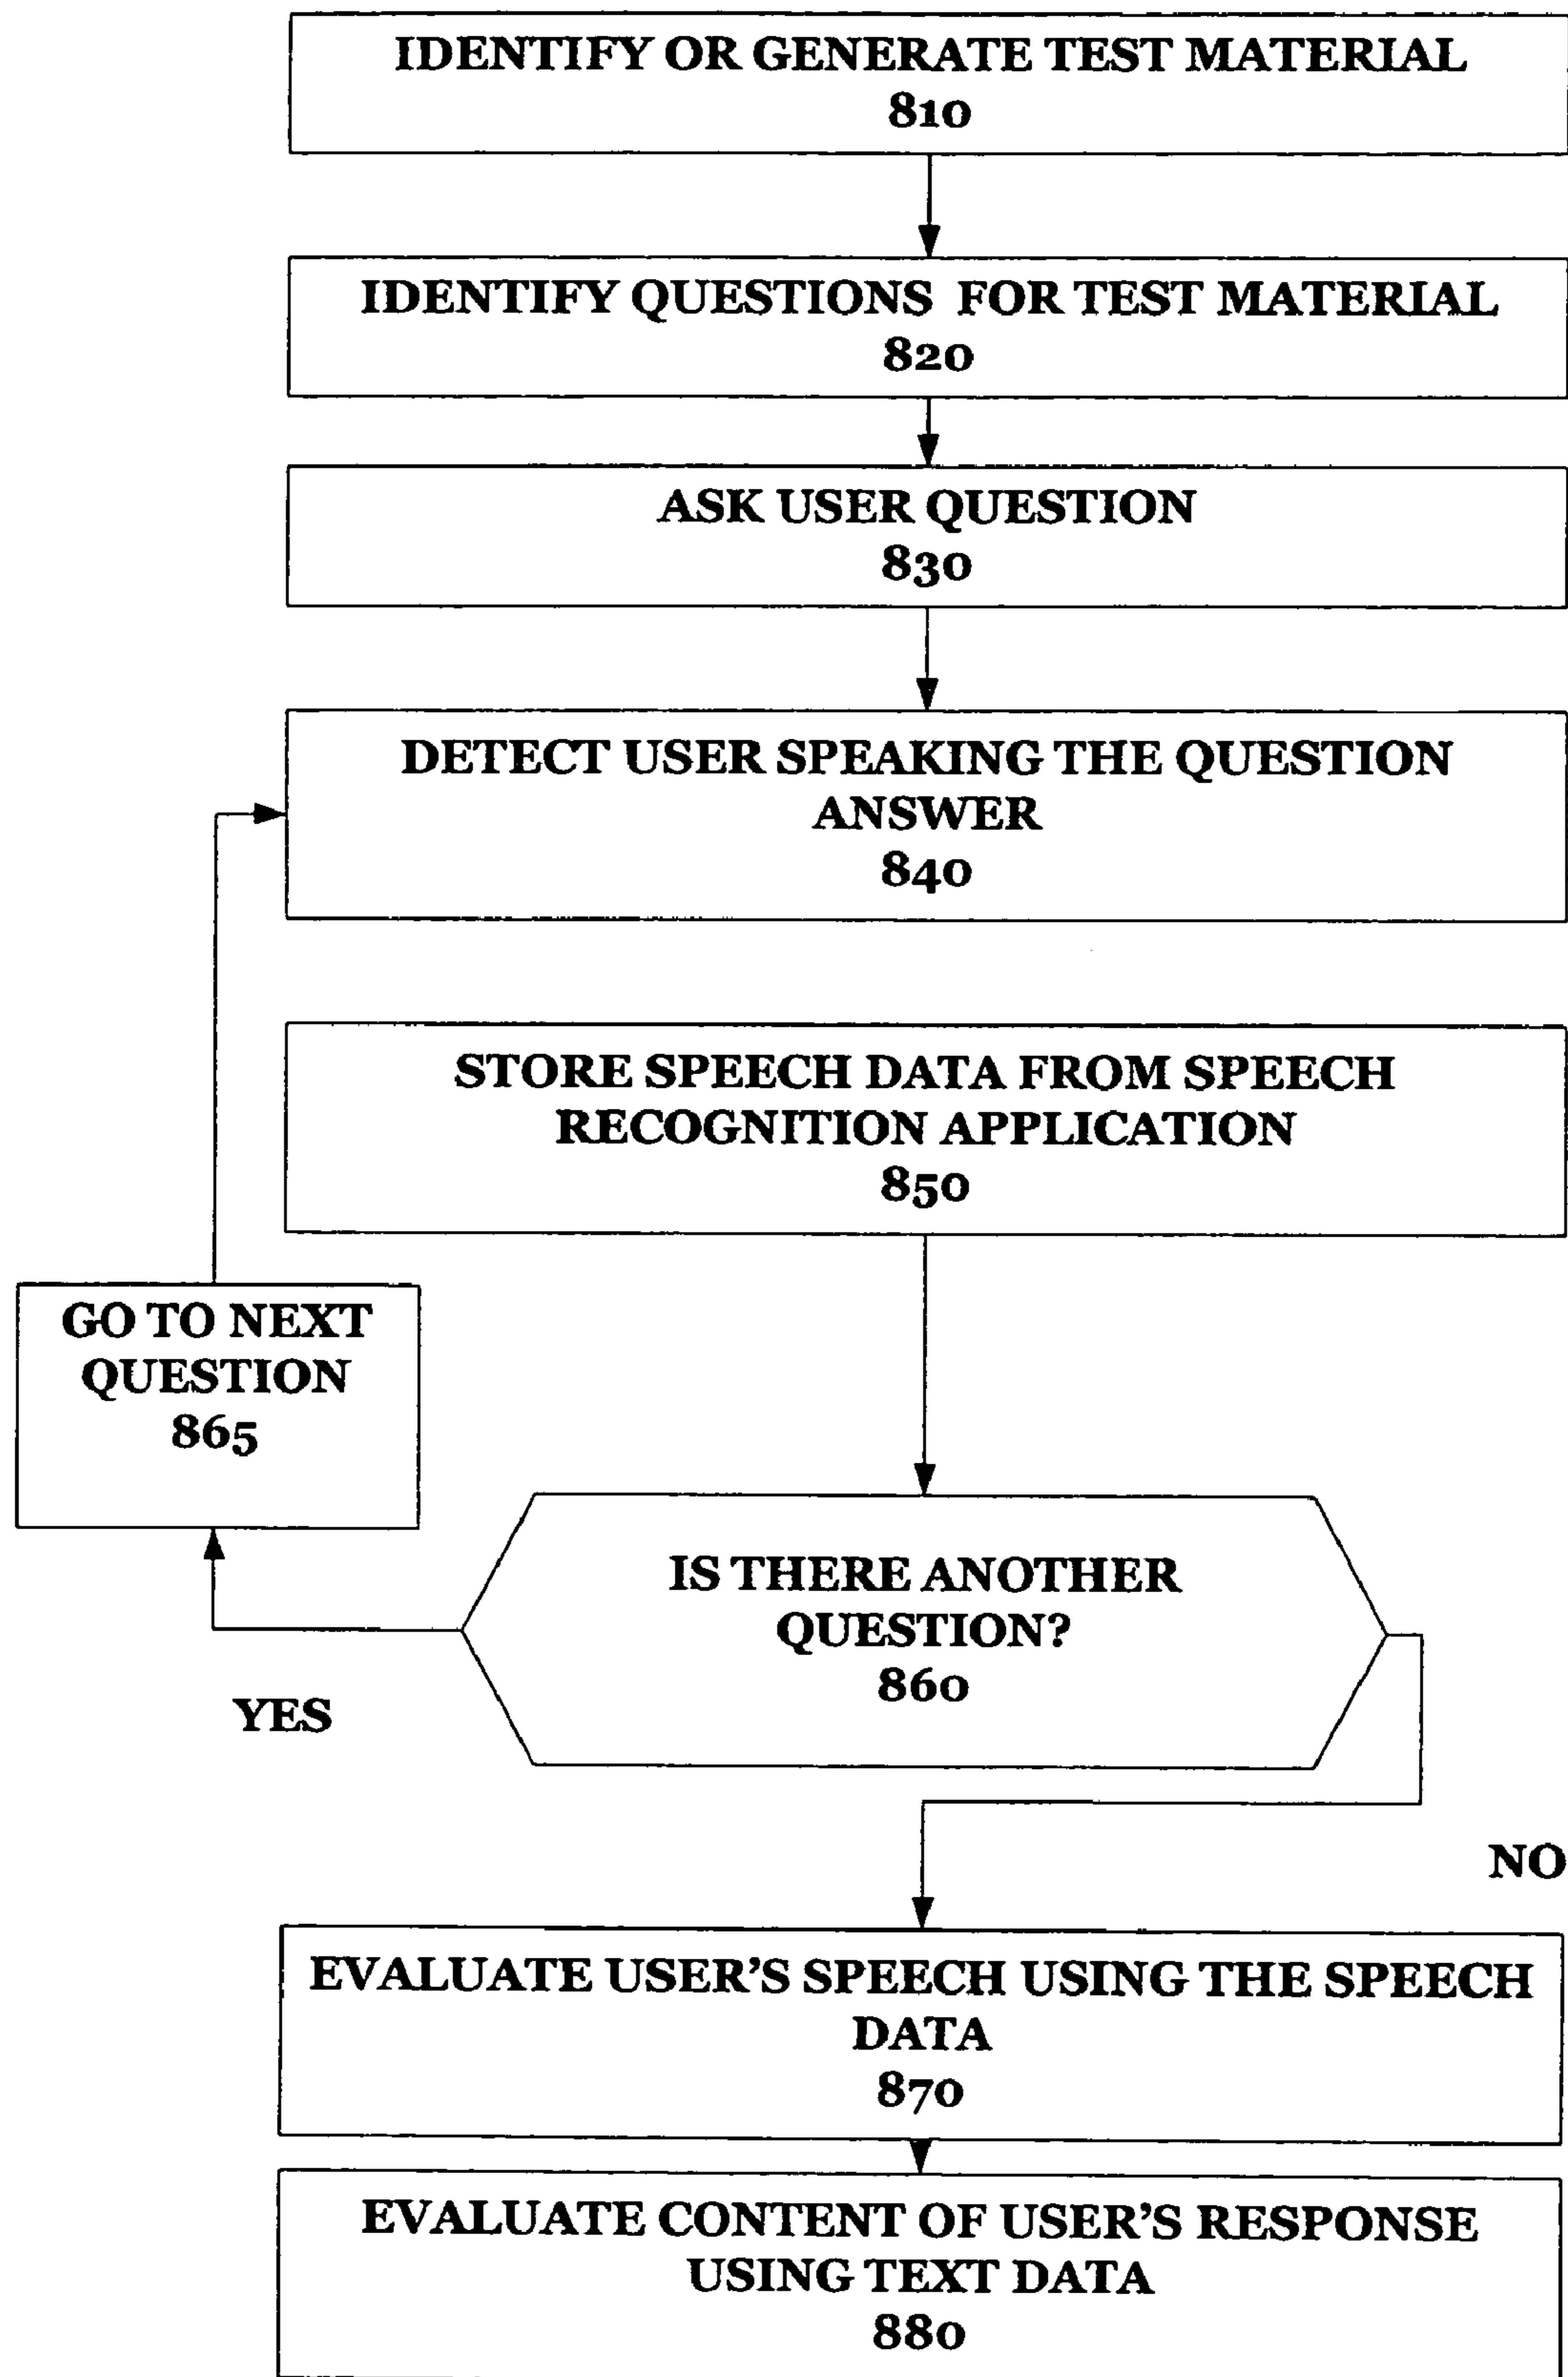 IDENTIFY OR GENERATE TEST MATERIAL
810
IDENTIFY QUESTIONS FOR TEST MATERIAL
820
ASK USER QUESTION
830
DETECT USER SPEAKING THE QUESTION
ANSWER
840
STORE SPEECH DATA FROM SPEECH
RECOGNITION APPLICATION
850
GO TO NEXT
QUESTION
865
IS THERE ANOTHER
QUESTION?
860
YES
NO
EVALUATE USER'S SPEECH USING THE SPEECH
DATA
870
EVALUATE CONTENT OF USER'S RESPONSE
USING TEXT DATA
880